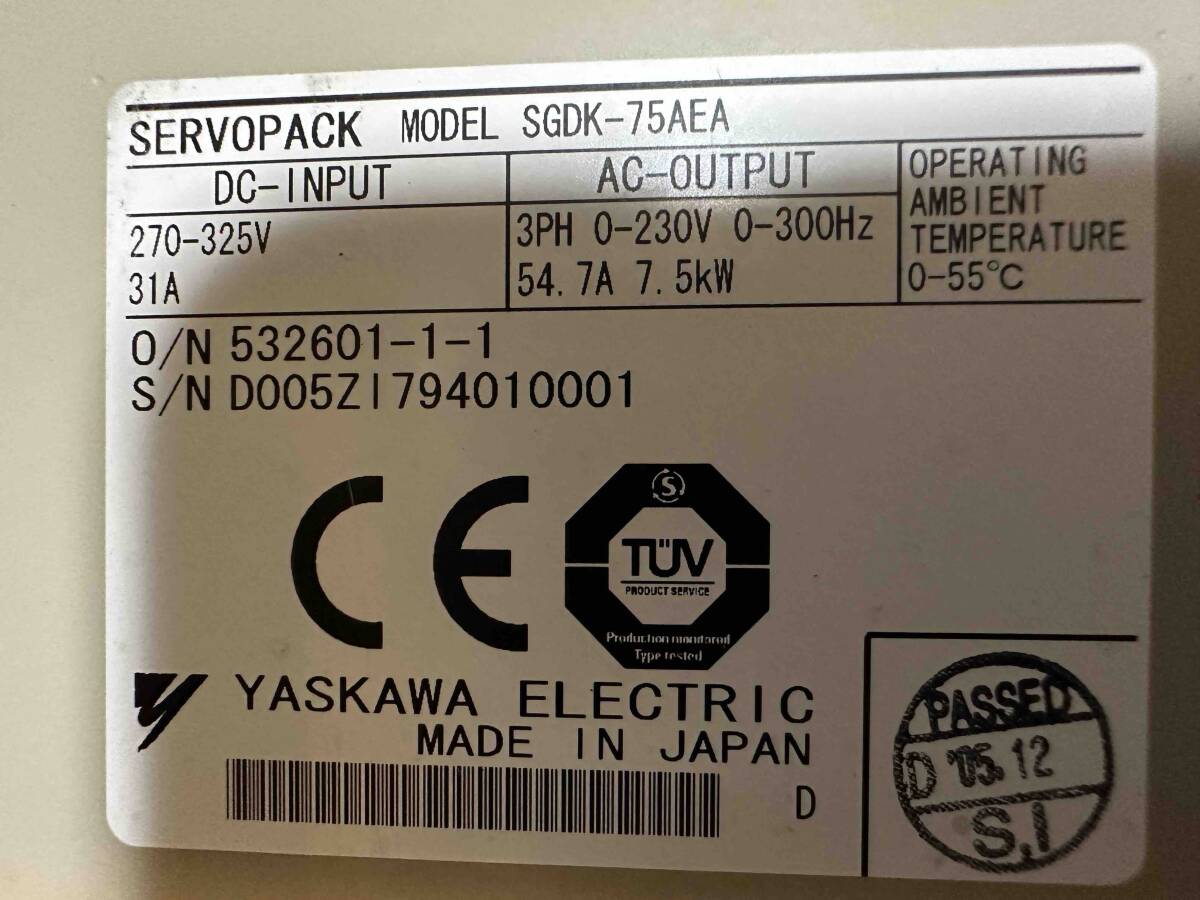 SERVOPACK MODEL SGDK-75AEA
DC-INPUT
270-325V
31A
AC-OUTPUT
3PH 0-230V 0-300Hz
54.7A 7.5kW
OPERATING
AMBIENT
TEMPERATURE
0-55℃
O/N 532601-1-1
S/N D005ZI794010001
CE
S
TÜV
PRODUCT SERVICE
Production monitored
Type tested
YASKAWA ELECTRIC
MADE IN JAPAN
D
PASSED
D '05.12
S.I